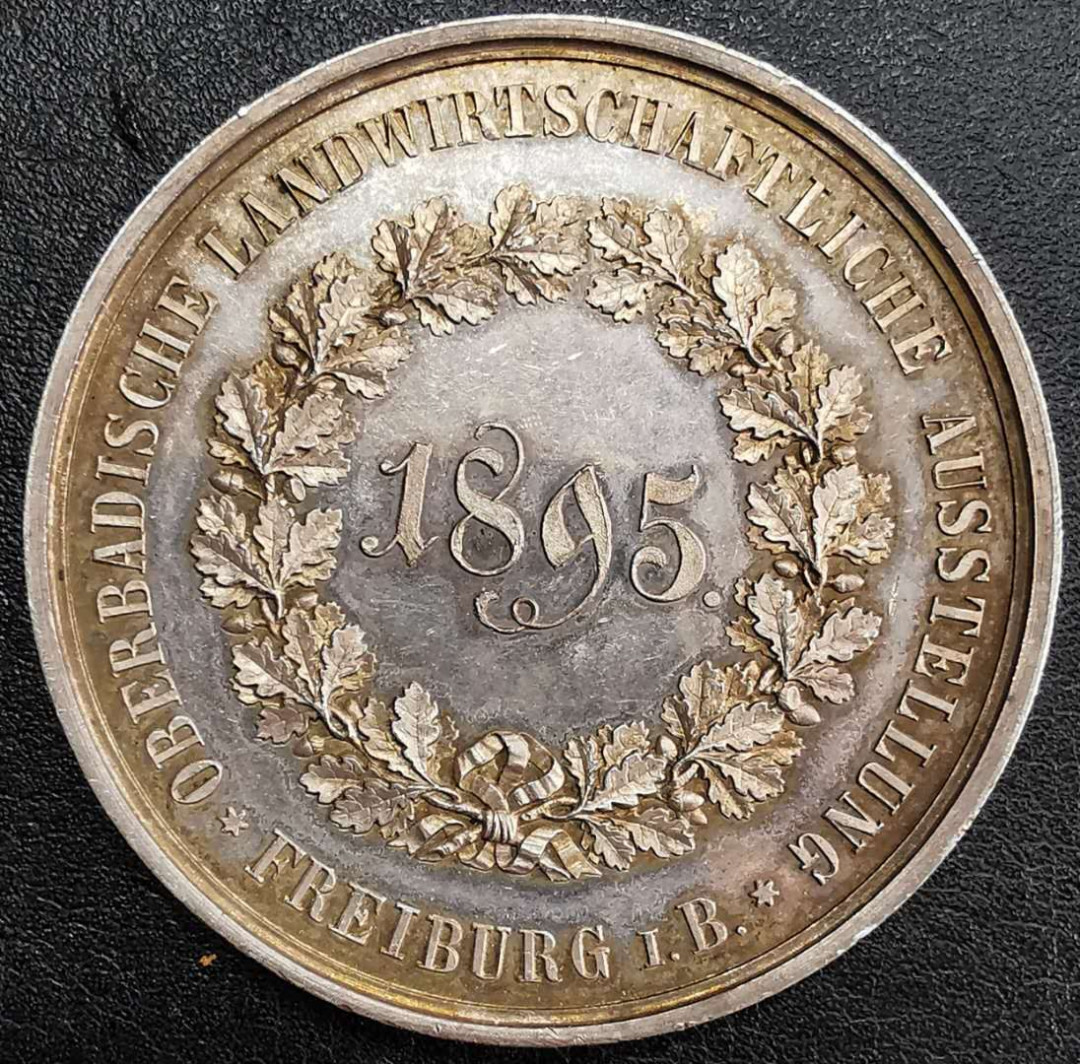 OBERBADISCHE LANDWIRTSCHAFTLICHE AUSSTELLUNG
1895.
* FREIBURG I. B. *